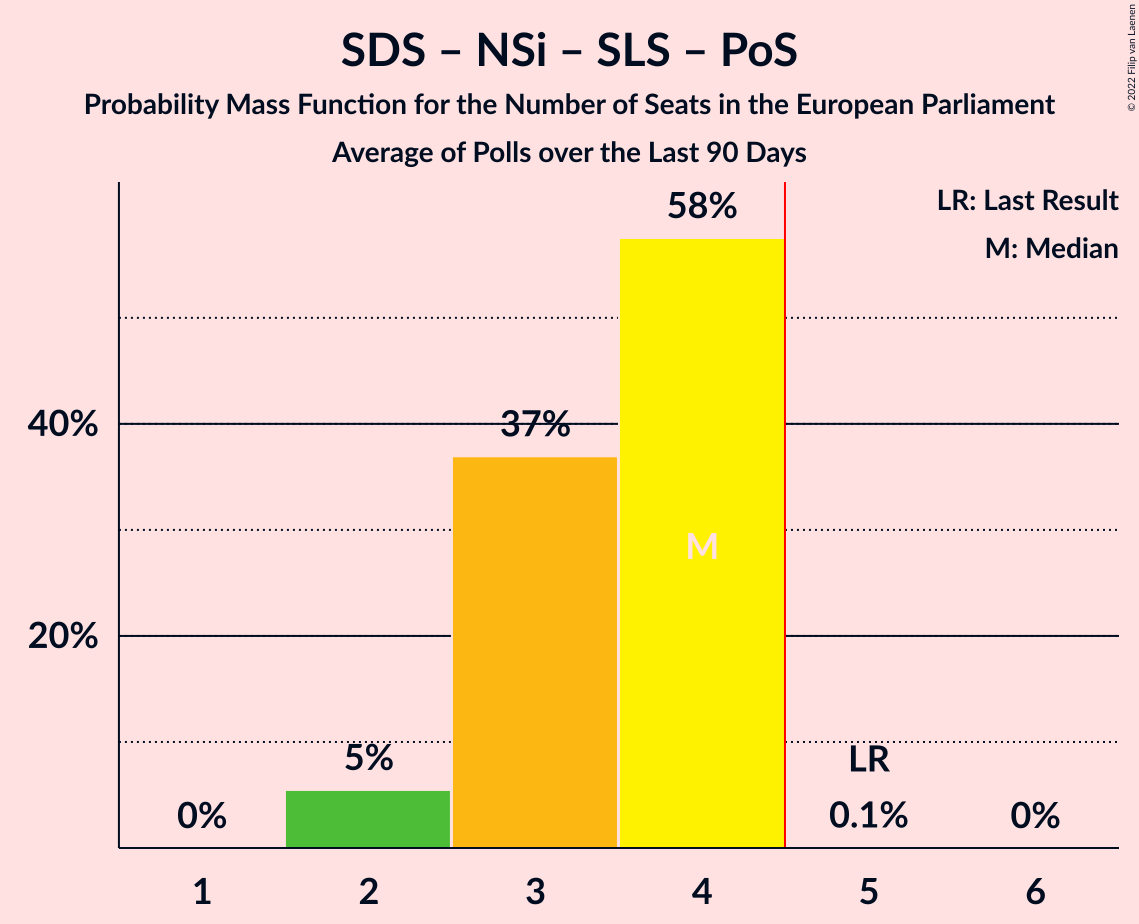 SDS – NSi – SLS – PoS
Probability Mass Function for the Number of Seats in the European Parliament
Average of Polls over the Last 90 Days
© 2022 Filip van Laenen
LR: Last Result
M: Median
58%
40%
37%
M
20%
5%
LR
0%
0.1%
0%
1
2
3
4
5
6